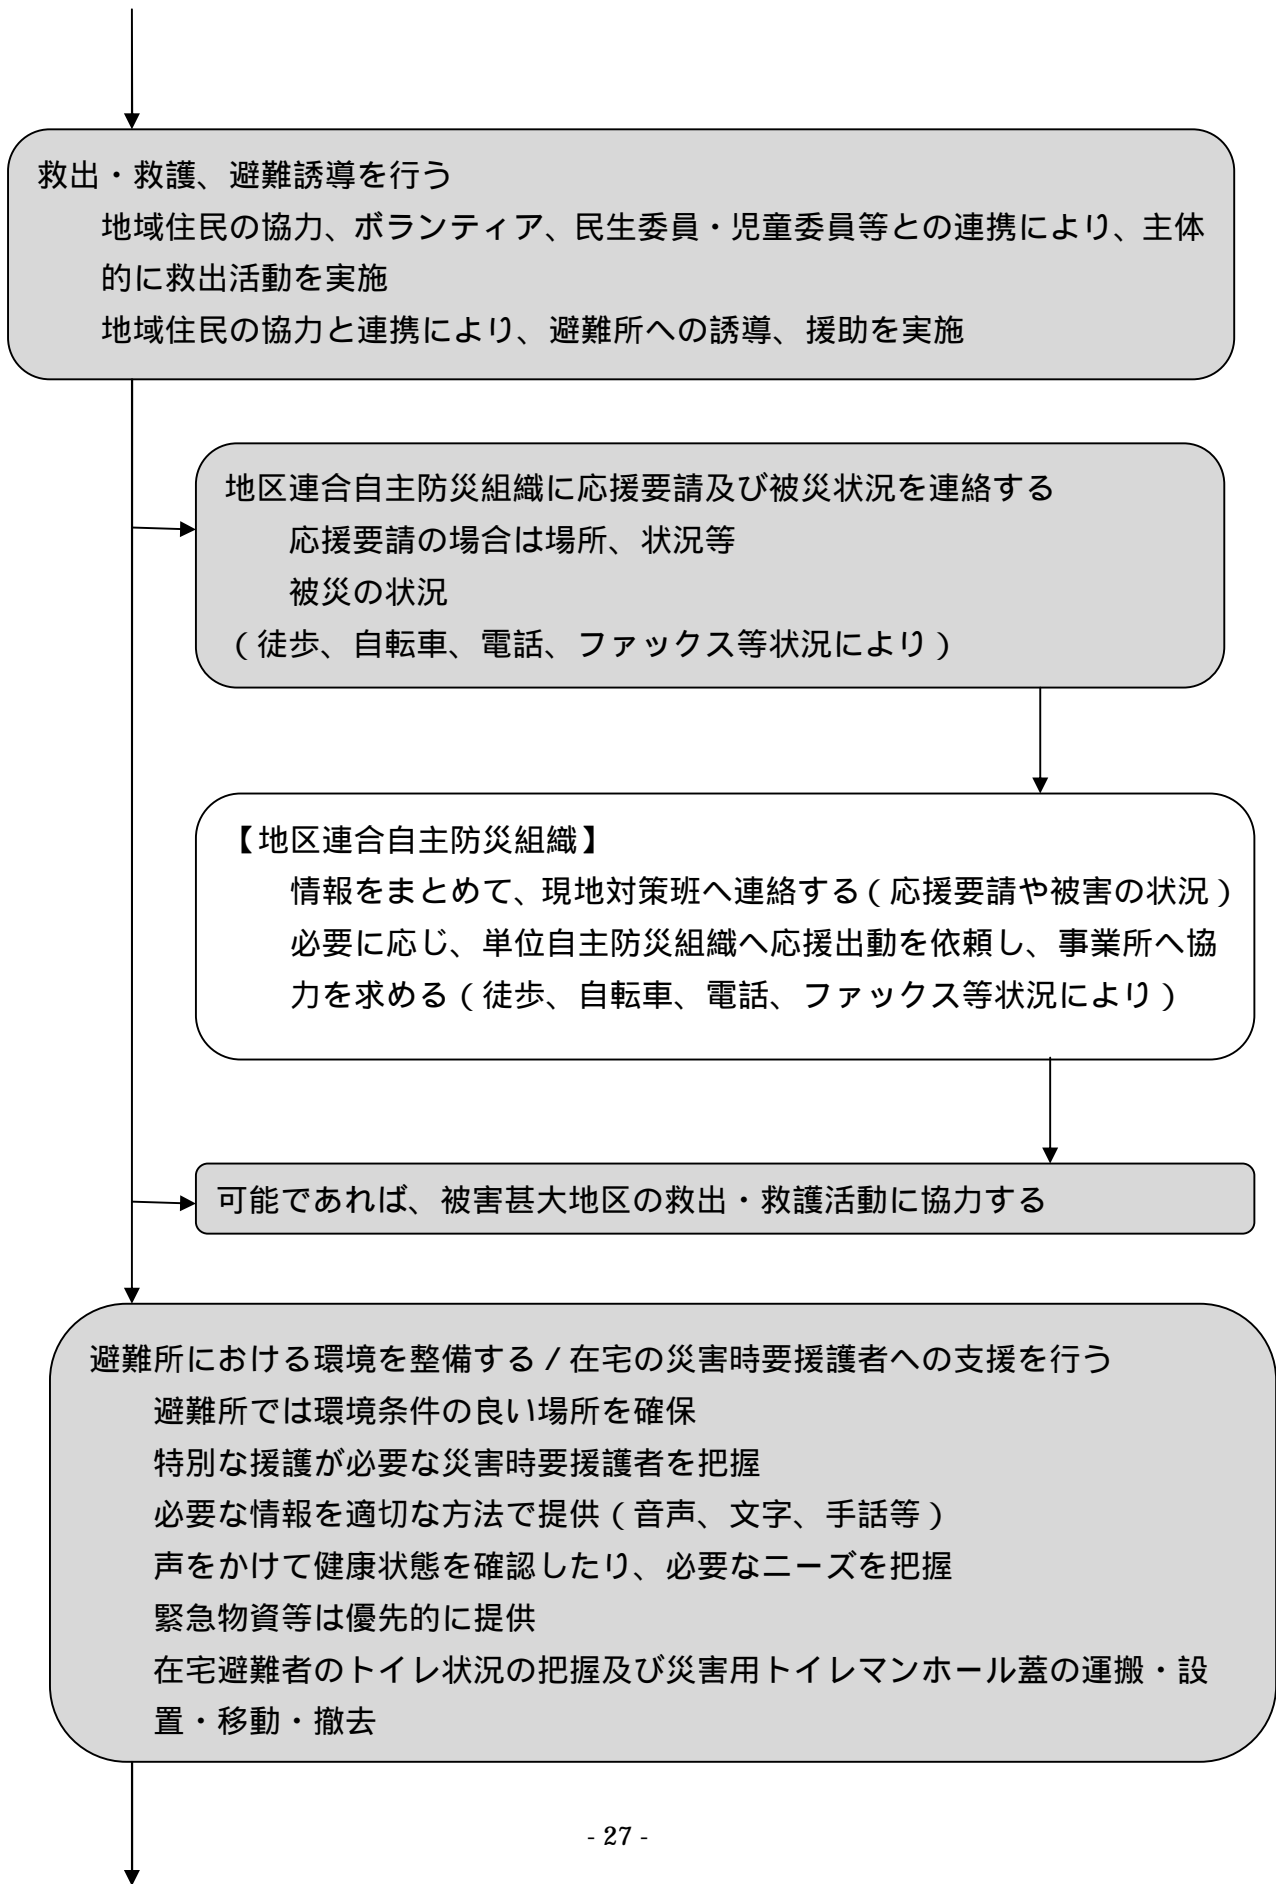 救出・救護、避難誘導を行う
地域住民の協力、ボランティア、民生委員・児童委員等との連携により、主体
的に救出活動を実施
地域住民の協力と連携により、避難所への誘導、援助を実施
地区連合自主防災組織に応援要請及び被災状況を連絡する
応援要請の場合は場所、状況等
被災の状況
（徒歩、自転車、電話、ファックス等状況により）
【地区連合自主防災組織】
情報をまとめて、現地対策班へ連絡する（応援要請や被害の状況）
必要に応じ、単位自主防災組織へ応援出動を依頼し、事業所へ協
力を求める（徒歩、自転車、電話、ファックス等状況により）
可能であれば、被害甚大地区の救出・救護活動に協力する
避難所における環境を整備する／在宅の災害時要援護者への支援を行う
避難所では環境条件の良い場所を確保
特別な援護が必要な災害時要援護者を把握
必要な情報を適切な方法で提供（音声、文字、手話等）
声をかけて健康状態を確認したり、必要なニーズを把握
緊急物資等は優先的に提供
在宅避難者のトイレ状況の把握及び災害用トイレマンホール蓋の運搬・設
置・移動・撤去
- 27 -